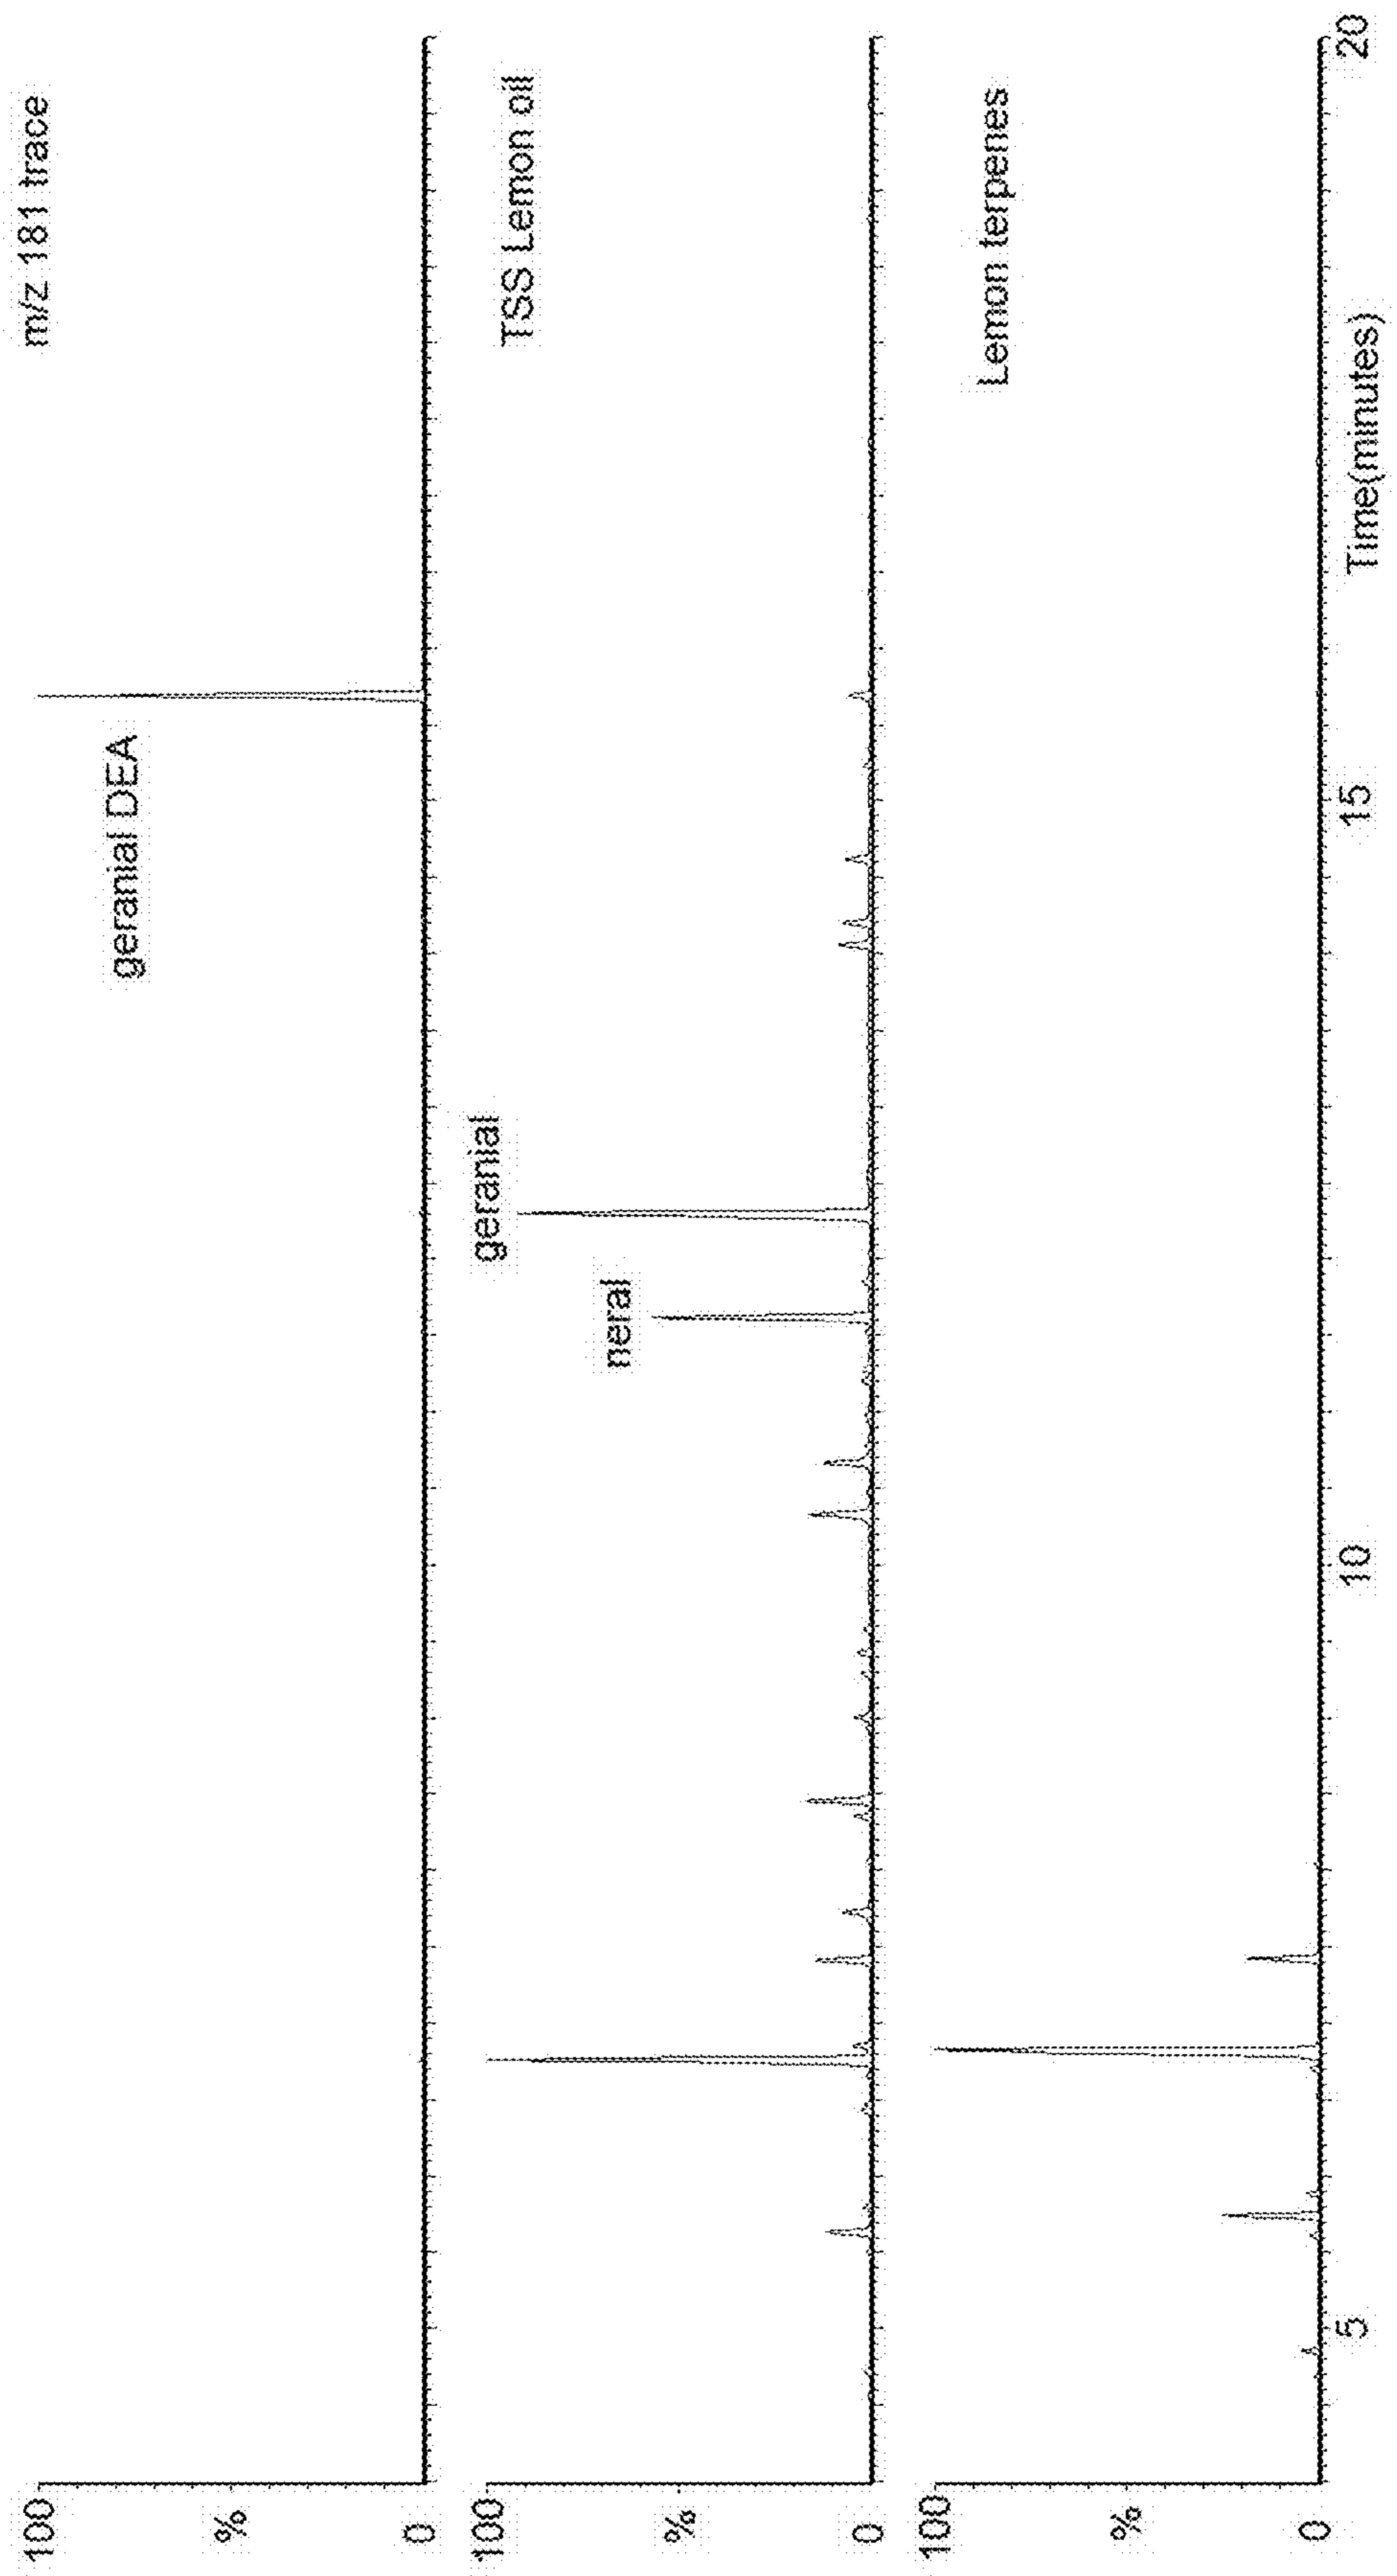 m/z 181 trace
geranial DEA
100
%
0
TSS Lemon oil
geranial
neral
100
%
0
Lemon terpenes
100
%
0
5
10
15
20
Time(minutes)